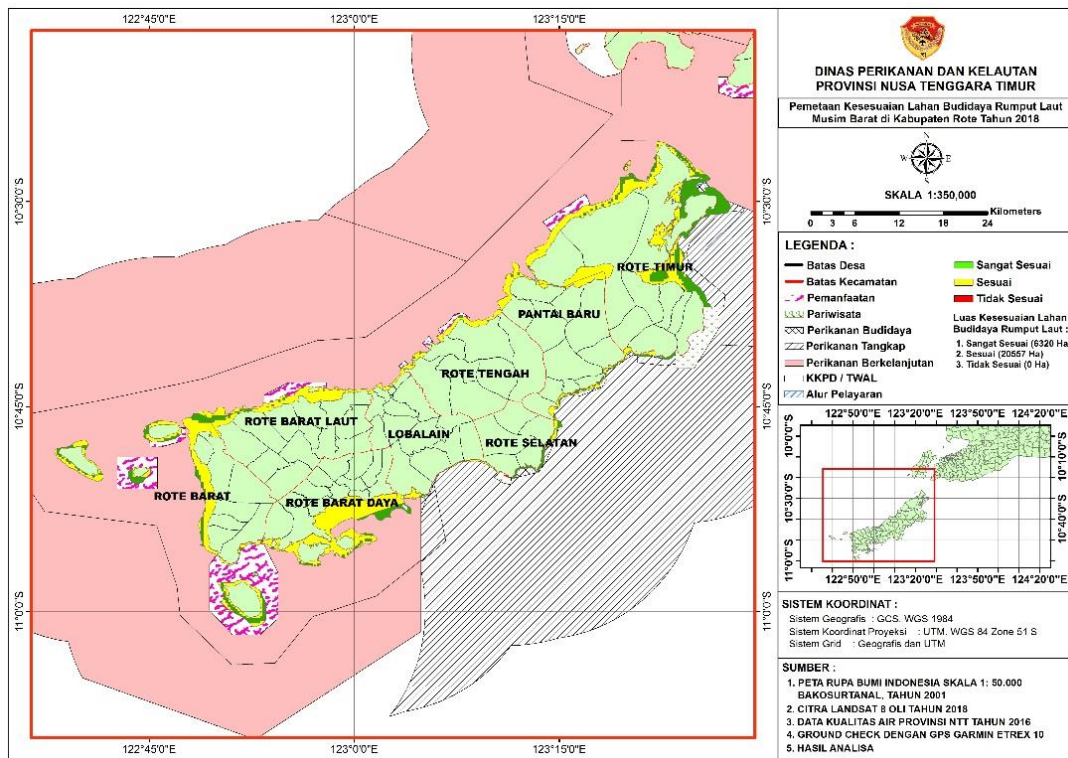 122°45'0"E
123°0'0"E
123°15'0"E
10°30'0"S
10°45'0"S
11°0'0"S
10°30'0"S
10°45'0"S
11°0'0"S
122°45'0"E
123°0'0"E
123°15'0"E
ROTE TIMUR
PANTAI BARU
ROTE TENGAH
ROTE BARAT LAUT
LOBALAIN
ROTE SELATAN
ROTE BARAT
ROTE BARAT DAYA
DINAS PERIKANAN DAN KELAUTAN
PROVINSI NUSA TENGGARA TIMUR
Pemetaan Kesesuaian Lahan Budidaya Rumput Laut
Musim Barat di Kabupaten Rote Tahun 2018
N
W E
S
SKALA 1:350,000
Kilometers
0 3 6 12 18 24
LEGENDA :
Batas Desa
Batas Kecamatan
Pemanfaatan
Pariwisata
Perikanan Budidaya
Perikanan Tangkap
Perikanan Berkelanjutan
KKPD / TWAL
Alur Pelayaran
Sangat Sesuai
Sesuai
Tidak Sesuai
Luas Kesesuaian Lahan
Budidaya Rumput Laut :
1. Sangat Sesuai (6320 Ha
2. Sesuai (20557 Ha)
3. Tidak Sesuai (0 Ha)
122°50'0"E 123°20'0"E 124°20'0"E
10°0'0"S
10°30'0"S
11°0'0"S
10°10'0"S
10°40'0"S
122°50'0"E 123°20'0"E 123°50'0"E 124°20'0"E
SISTEM KOORDINAT :
Sistem Geografis : GCS. WGS 1984
Sistem Koordinat Proyeksi : UTM. WGS 84 Zone 51 S
Sistem Grid : Geografis dan UTM
SUMBER :
1. PETA RUPA BUMI INDONESIA SKALA 1: 50.000
BAKOSURTANAL, TAHUN 2001
2. CITRA LANDSAT 8 OLI TAHUN 2018
3. DATA KUALITAS AIR PROVINSI NTT TAHUN 2016
4. GROUND CHECK DENGAN GPS GARMIN ETREX 10
5. HASIL ANALISA